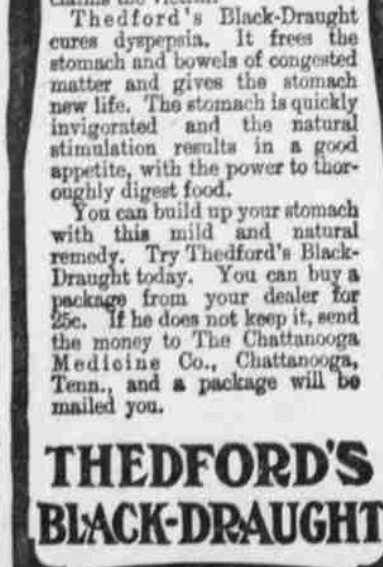 claims the victim.
Thedford's Black-Draught
cures dyspepsia. It frees the
stomach and bowels of congested
matter and gives the stomach
new life. The stomach is quickly
invigorated and the natural
stimulation results in a good
appetite, with the power to thor-
oughly digest food.
You can build up your stomach
with this mild and natural
remedy. Try Thedford's Black-
Draught today. You can buy a
package from your dealer for
25c. If he does not keep it, send
the money to The Chattanooga
Medicine Co., Chattanooga,
Tenn., and a package will be
mailed you.
THEDFORD'S
BLACK-DRAUGHT